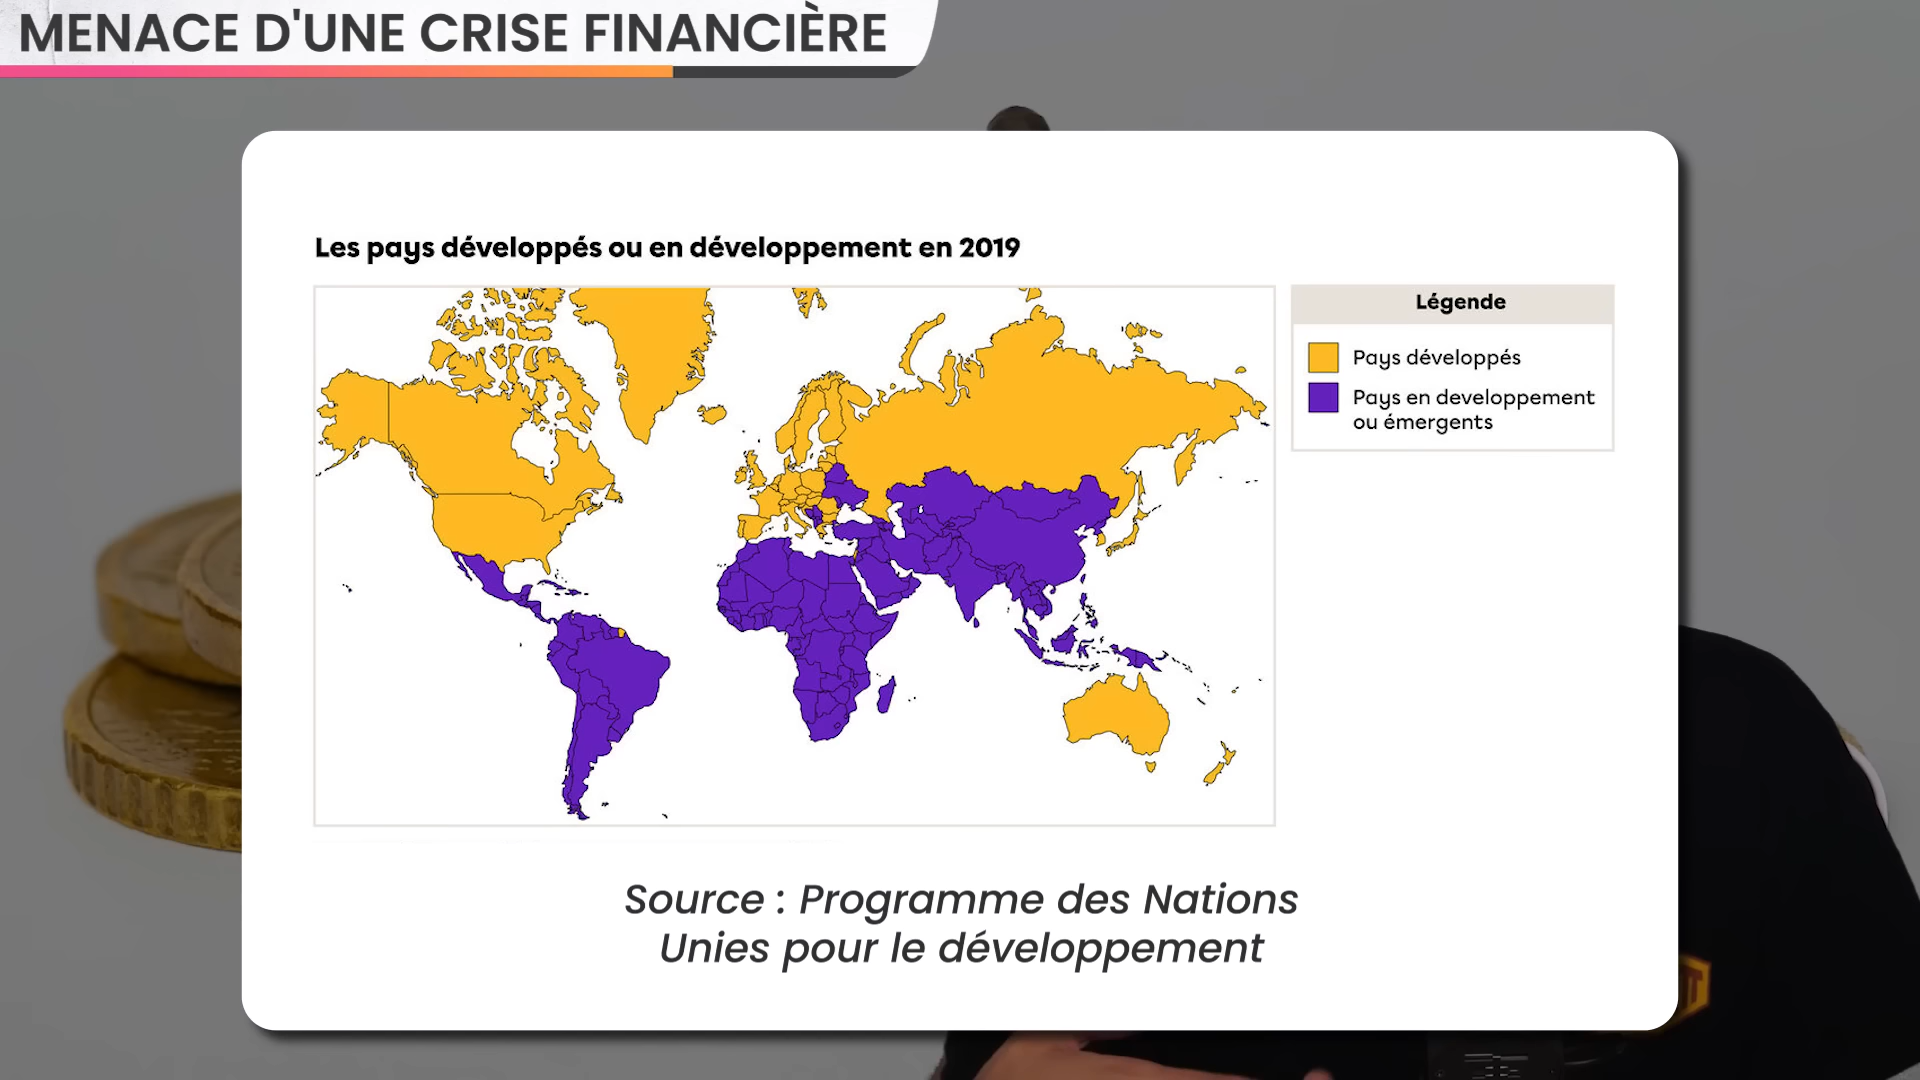 MENACE D'UNE CRISE FINANCIÈRE
Les pays développés ou en développement en 2019
Légende
Pays développés
Pays en developpement
ou émergents
Source : Programme des Nations
Unies pour le développement